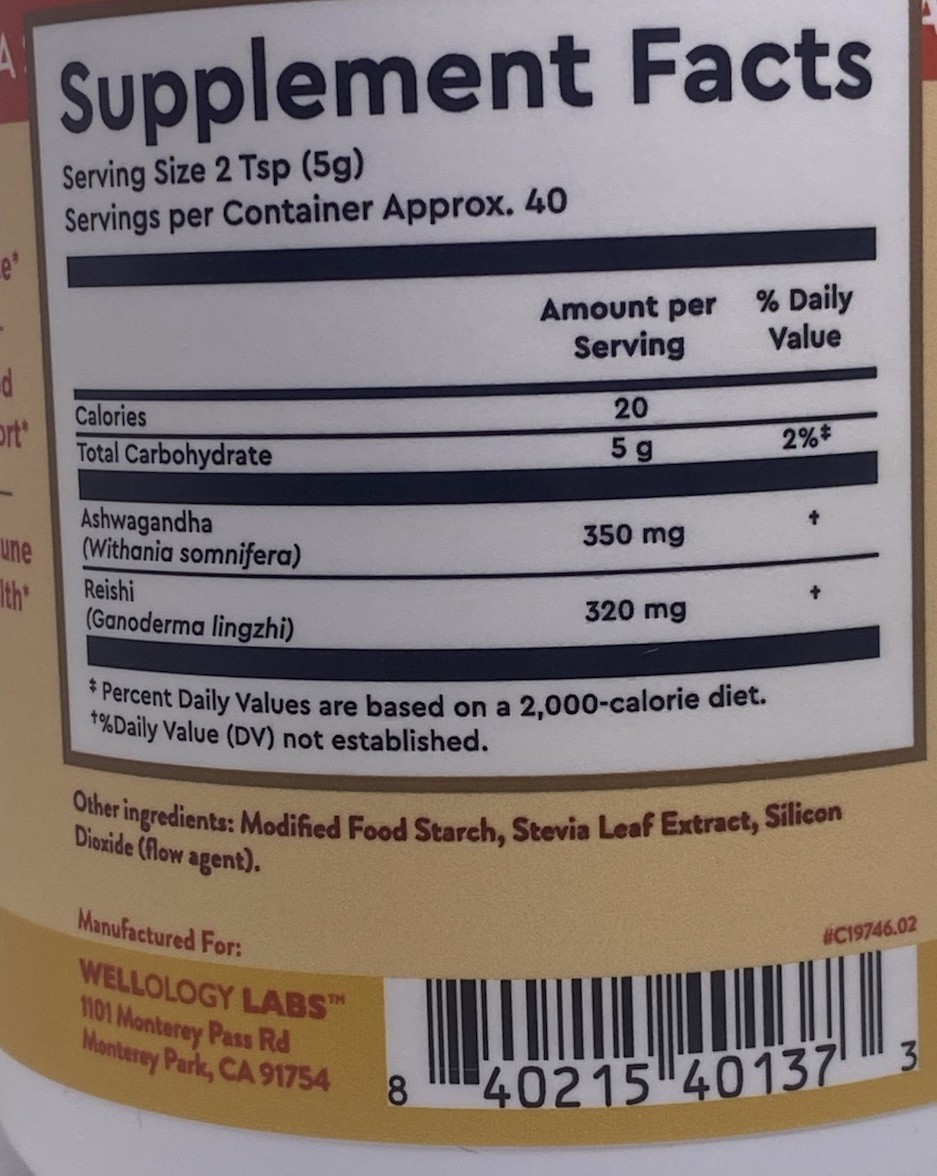 Supplement Facts
Serving Size 2 Tsp (5g)
Servings per Container Approx. 40
Amount per Serving % Daily Value
Calories 20
Total Carbohydrate 5 g 2%‡
Ashwagandha
(Withania somnifera) 350 mg †
Reishi
(Ganoderma lingzhi) 320 mg †
‡ Percent Daily Values are based on a 2,000-calorie diet.
†%Daily Value (DV) not established.
Other ingredients: Modified Food Starch, Stevia Leaf Extract, Silicon
Dioxide (flow agent).
Manufactured For:
#C19746.02
WELLOLOGY LABS™
1101 Monterey Pass Rd
Monterey Park, CA 91754
8 40215 40137 3